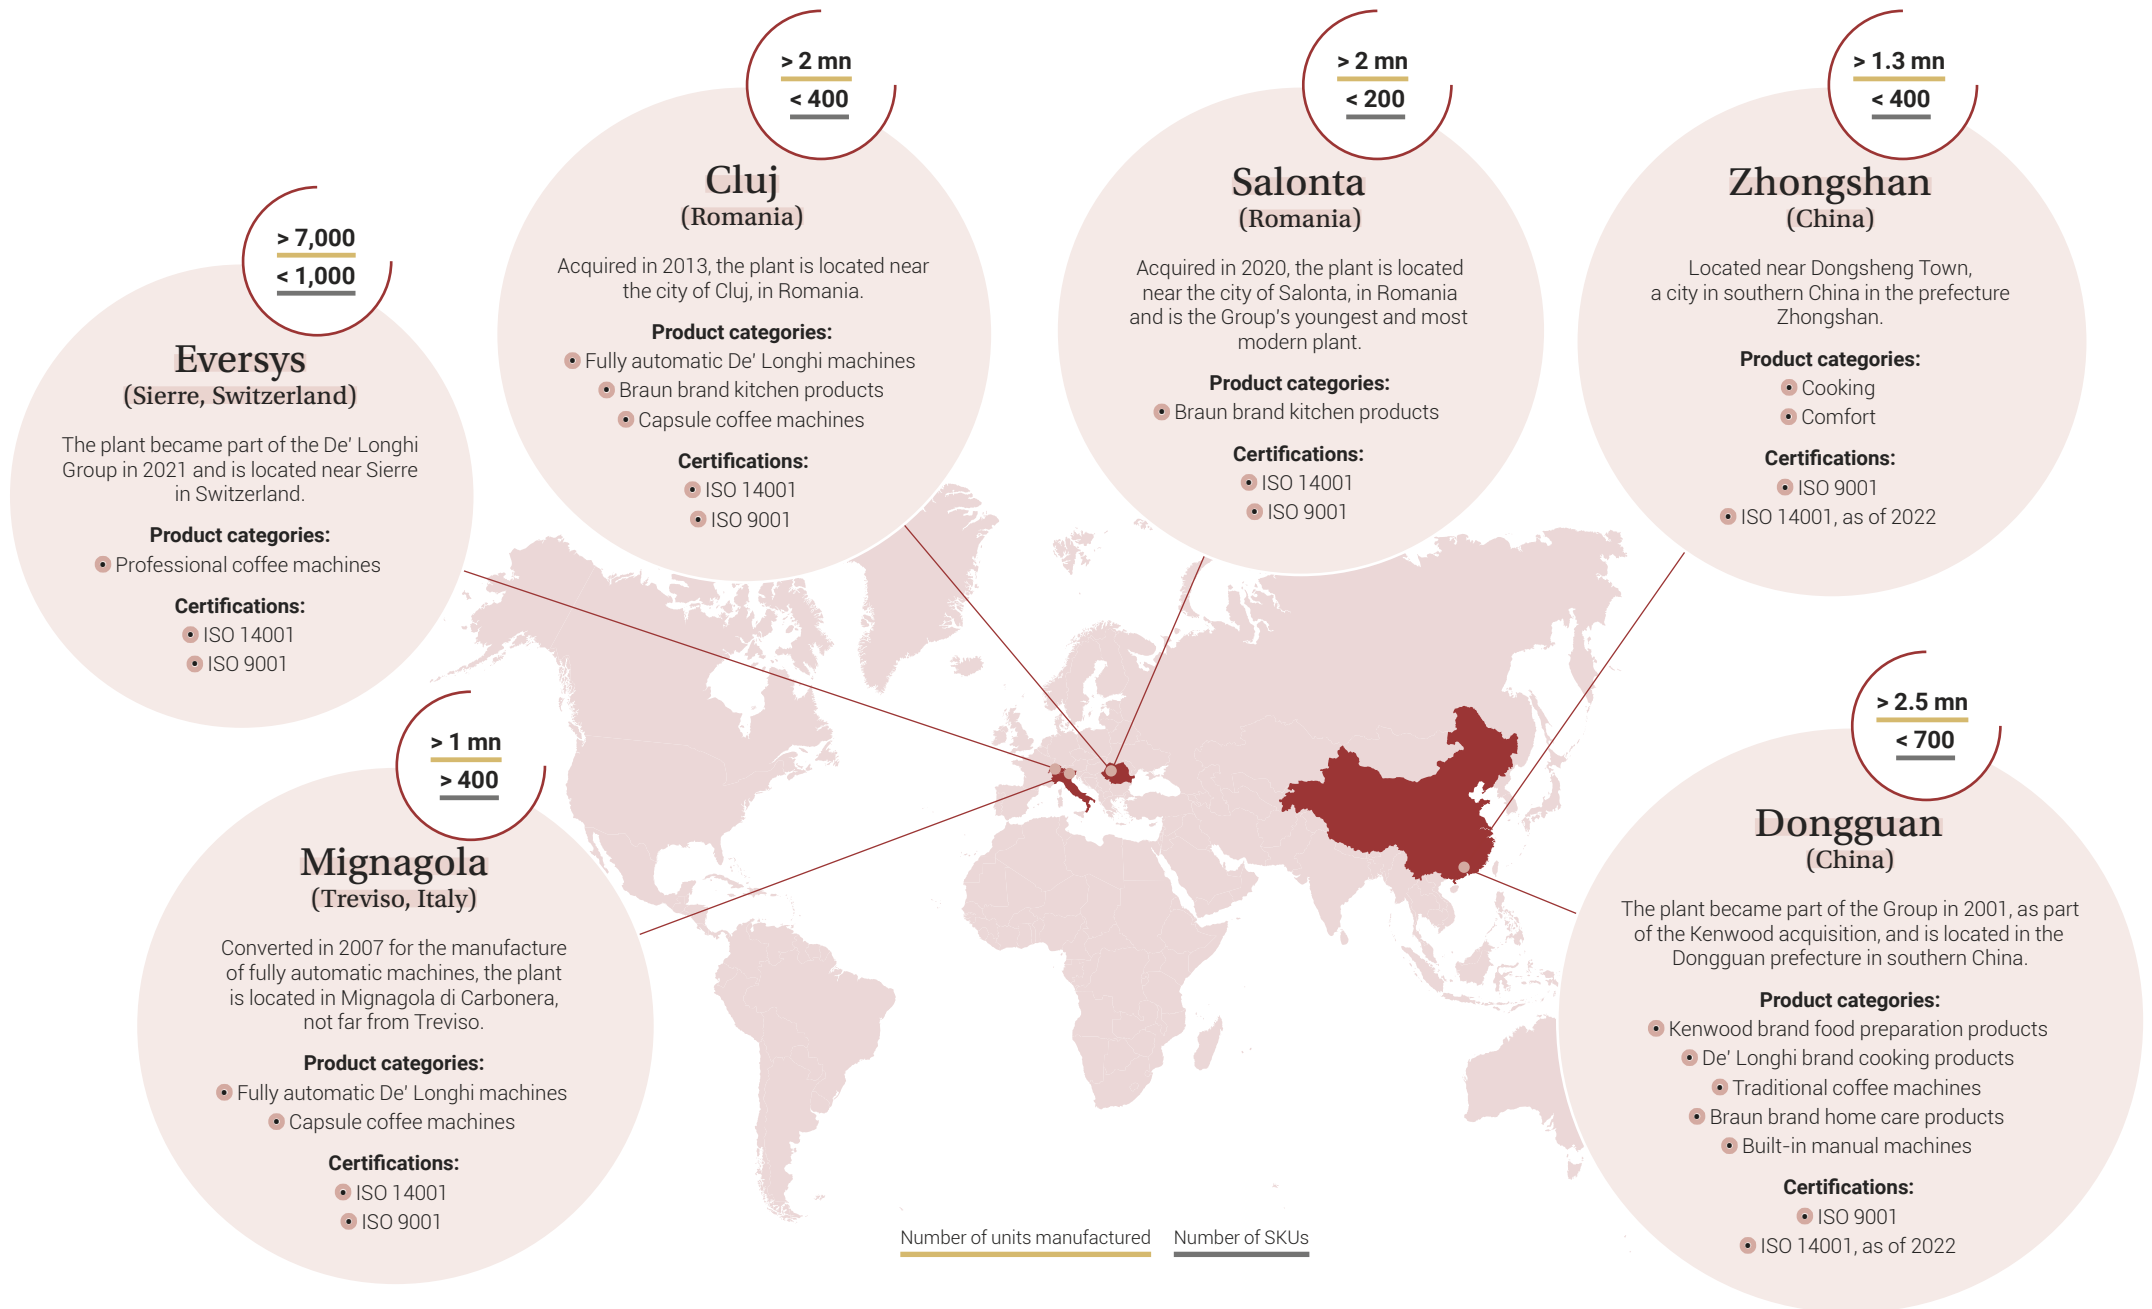 > 7,000
< 1,000
Eversys
(Sierre, Switzerland)
The plant became part of the De' Longhi
Group in 2021 and is located near Sierre
in Switzerland.
Product categories:
Professional coffee machines
Certifications:
ISO 14001
ISO 9001
> 2 mn
< 400
Cluj
(Romania)
Acquired in 2013, the plant is located near
the city of Cluj, in Romania.
Product categories:
Fully automatic De' Longhi machines
Braun brand kitchen products
Capsule coffee machines
Certifications:
ISO 14001
ISO 9001
> 2 mn
< 200
Salonta
(Romania)
Acquired in 2020, the plant is located
near the city of Salonta, in Romania
and is the Group's youngest and most
modern plant.
Product categories:
Braun brand kitchen products
Certifications:
ISO 14001
ISO 9001
> 1.3 mn
< 400
Zhongshan
(China)
Located near Dongsheng Town,
a city in southern China in the prefecture
Zhongshan.
Product categories:
Cooking
Comfort
Certifications:
ISO 9001
ISO 14001, as of 2022
> 1 mn
> 400
Mignagola
(Treviso, Italy)
Converted in 2007 for the manufacture
of fully automatic machines, the plant
is located in Mignagola di Carbonera,
not far from Treviso.
Product categories:
Fully automatic De' Longhi machines
Capsule coffee machines
Certifications:
ISO 14001
ISO 9001
> 2.5 mn
< 700
Dongguan
(China)
The plant became part of the Group in 2001, as part
of the Kenwood acquisition, and is located in the
Dongguan prefecture in southern China.
Product categories:
Kenwood brand food preparation products
De' Longhi brand cooking products
Traditional coffee machines
Braun brand home care products
Built-in manual machines
Certifications:
ISO 9001
ISO 14001, as of 2022
Number of units manufactured
Number of SKUs